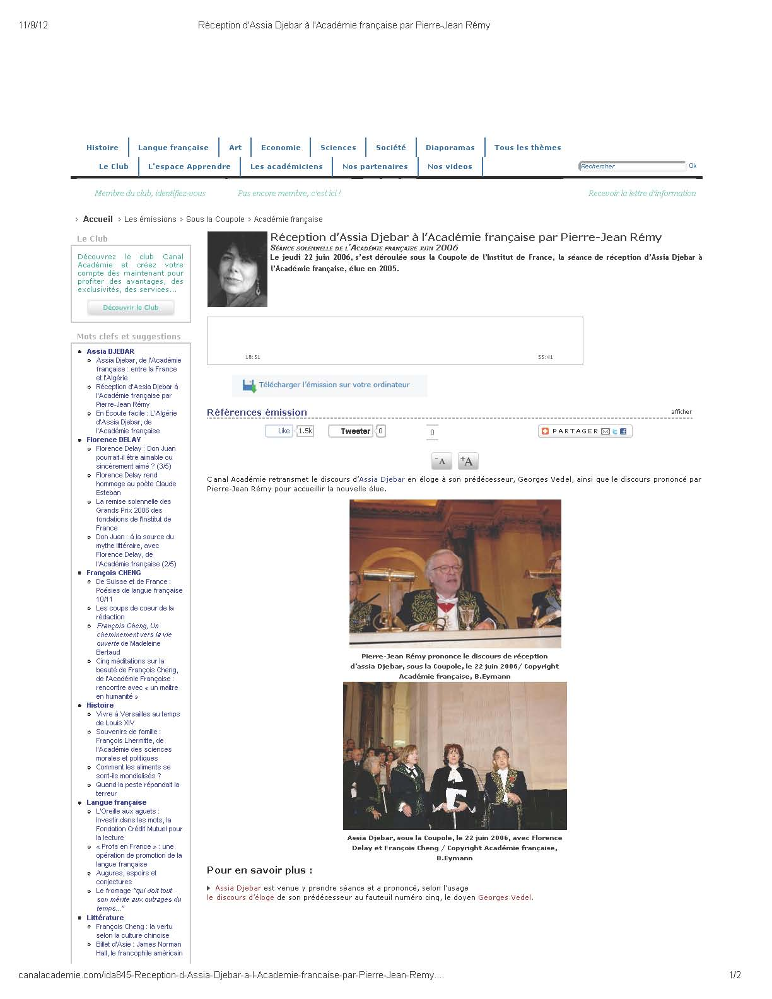 11/9/12
Réception d'Assia Djebar à l'Académie française par Pierre-Jean Rémy
Histoire
Langue française
Art
Economie
Sciences
Société
Diaporamas
Tous les thèmes
Le Club
L'espace Apprendre
Les académiciens
Nos partenaires
Nos videos
Rechercher
Ok
Membre du club, identifiez-vous
Pas encore membre, c'est ici !
Recevoir la lettre d'information
> Accueil > Les émissions > Sous la Coupole > Académie française
Le Club
Découvrez le club Canal
Académie et créez votre
compte dès maintenant pour
profiter des avantages, des
exclusivités, des services...
Découvrir le Club
Mots clefs et suggestions
Assia DJEBAR
Assia Djebar, de l'Académie
française : entre la France
et l'Algérie
Réception d'Assia Djebar à
l'Académie française par
Pierre-Jean Rémy
En Ecoute facile : L'Algérie
d'Assia Djebar, de
l'Académie française
Florence DELAY
Florence Delay : Don Juan
pourrait-il être aimable ou
sincèrement aimé ? (3/5)
Florence Delay rend
hommage au poète Claude
Esteban
La remise solennelle des
Grands Prix 2006 des
fondations de l'Institut de
France
Don Juan : à la source du
mythe littéraire, avec
Florence Delay, de
l'Académie française (2/5)
François CHENG
De Suisse et de France :
Poésies de langue française
10/11
Les coups de coeur de la
rédaction
François Cheng, Un
cheminement vers la vie
ouverte de Madeleine
Bertaud
Cinq méditations sur la
beauté de François Cheng,
de l'Académie Française :
rencontre avec « un maître
en humanité »
Histoire
Vivre à Versailles au temps
de Louis XIV
Souvenirs de famille :
François Lhermitte, de
l'Académie des sciences
morales et politiques
Comment les aliments se
sont-ils mondialisés ?
Quand la peste répandait la
terreur
Langue française
L'Oreille aux aguets :
Investir dans les mots, la
Fondation Crédit Mutuel pour
la lecture
« Profs en France » : une
opération de promotion de la
langue française
Augures, espoirs et
conjectures
Le fromage "qui doit tout
son mérite aux outrages du
temps..."
Littérature
François Cheng : la vertu
selon la culture chinoise
Billet d'Asie : James Norman
Hall, le francophile américain
Réception d'Assia Djebar à l'Académie française par Pierre-Jean Rémy
Séance solennelle de l'Académie française juin 2006
Le jeudi 22 juin 2006, s'est déroulée sous la Coupole de l'Institut de France, la séance de réception d'Assia Djebar à
l'Académie française, élue en 2005.
18:51
55:41
Télécharger l'émission sur votre ordinateur
Références émission
afficher
Like 1.5k
Tweeter 0
0
PARTAGER
-A +A
Canal Académie retransmet le discours d'Assia Djebar en éloge à son prédécesseur, Georges Vedel, ainsi que le discours prononcé par
Pierre-Jean Rémy pour accueillir la nouvelle élue.
Pierre-Jean Rémy prononce le discours de réception
d'assia Djebar, sous la Coupole, le 22 juin 2006/ Copyright
Académie française, B.Eymann
Assia Djebar, sous la Coupole, le 22 juin 2006, avec Florence
Delay et François Cheng / Copyright Académie française,
B.Eymann
Pour en savoir plus :
Assia Djebar est venue y prendre séance et a prononcé, selon l'usage
le discours d'éloge de son prédécesseur au fauteuil numéro cinq, le doyen Georges Vedel.
canalacademie.com/ida845-Reception-d-Assia-Djebar-a-l-Academie-francaise-par-Pierre-Jean-Remy....
1/2